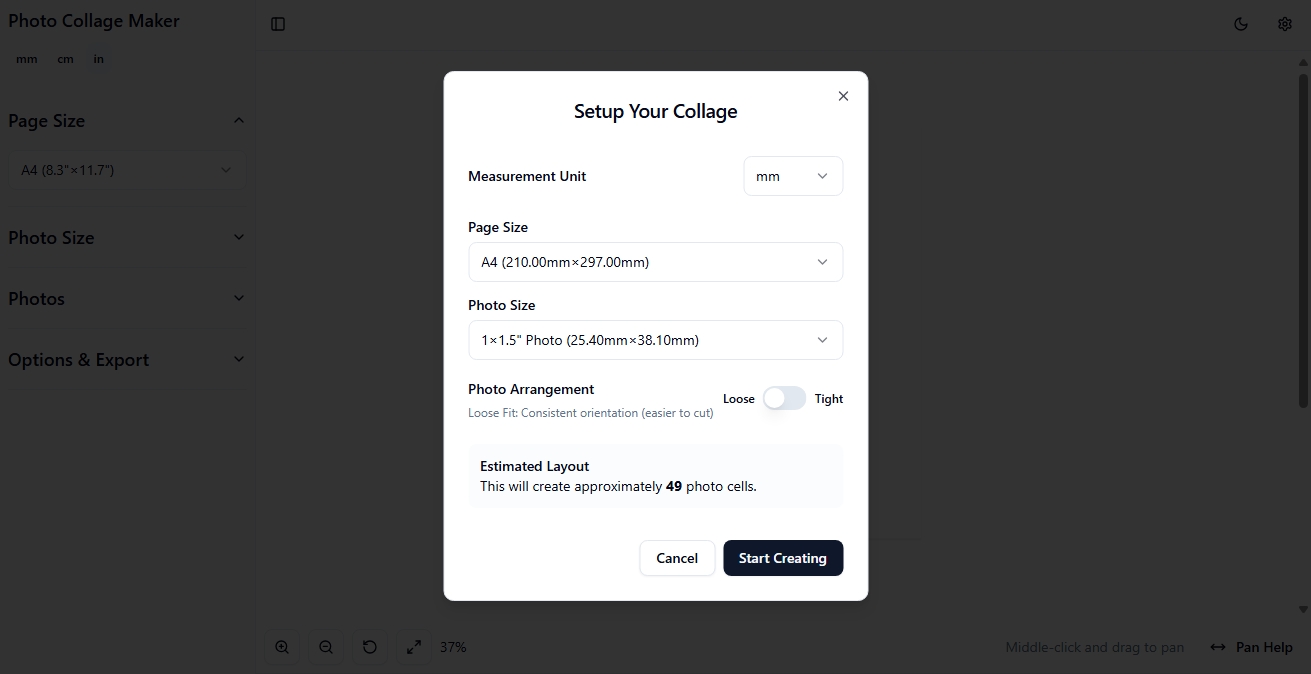 Photo Collage Maker
mm cm in
Page Size
A4 (8.3"×11.7")
Photo Size
Photos
Options & Export
Setup Your Collage
Measurement Unit
mm
Page Size
A4 (210.00mm×297.00mm)
Photo Size
1×1.5" Photo (25.40mm×38.10mm)
Photo Arrangement
Loose Fit: Consistent orientation (easier to cut)
Loose
Tight
Estimated Layout
This will create approximately 49 photo cells.
Cancel
Start Creating
37%
Middle-click and drag to pan
Pan Help